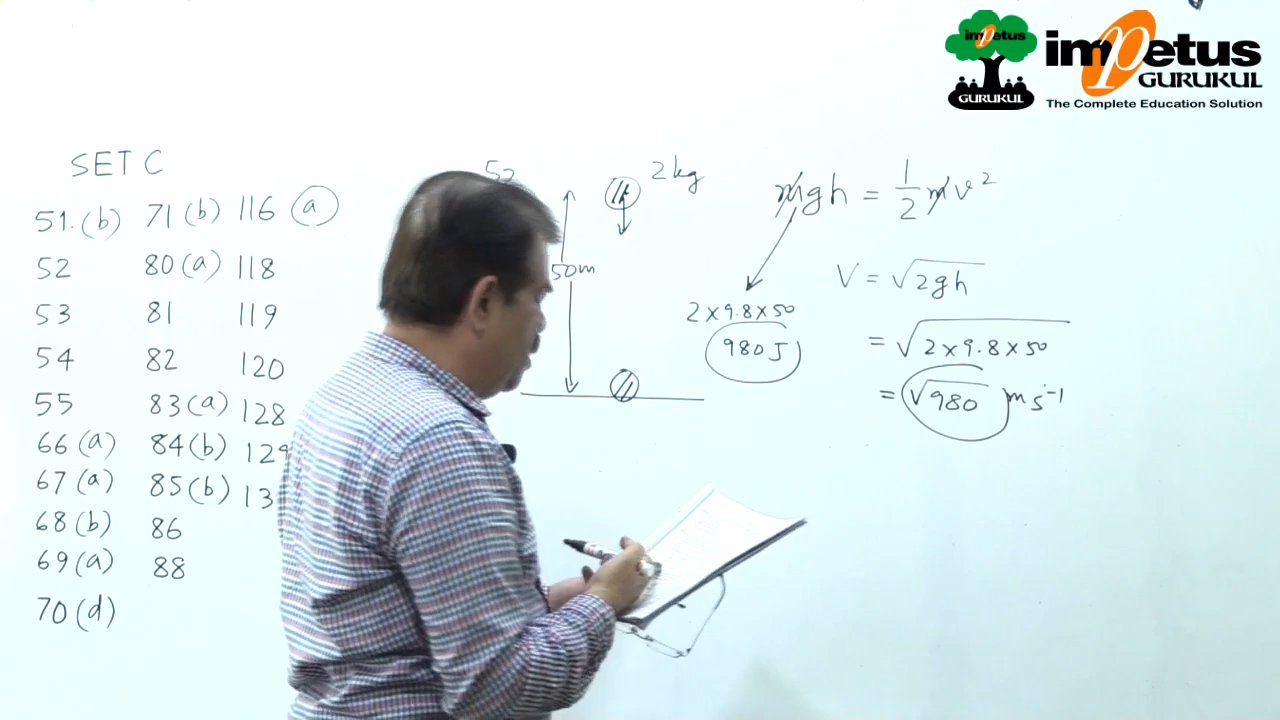 impetus
GURUKUL
impetus
GURUKUL
The Complete Education Solution
SET C
51. (b) 71 (b) 116 (a)
52 80 (a) 118
53 81 119
54 82 120
55 83 (a) 128
66 (a) 84 (b)
67 (a) 85 (b)
68 (b) 86
69 (a) 88
70 (d)
2 kg
50m
mgh = 1/2 mv²
2 × 9.8 × 50
980 J
V = √2gh
= √2 × 9.8 × 50
= √980 m s⁻¹